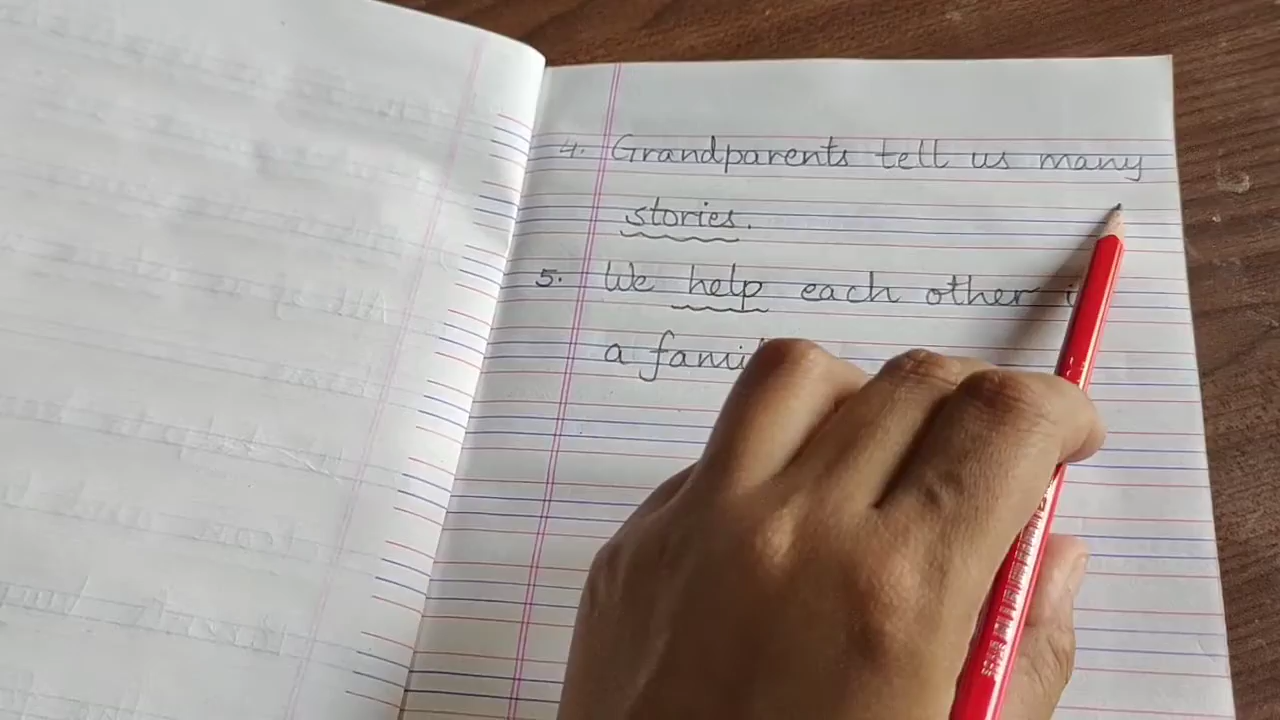 4. Grandparents tell us many
stories.
5. We help each other
a